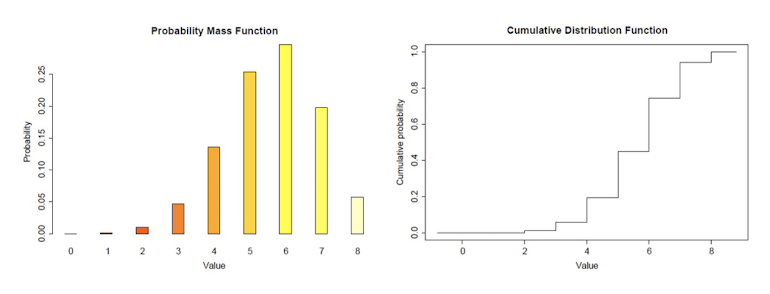 Probability Mass Function
Probability
0.00 0.05 0.10 0.15 0.20 0.25
0 1 2 3 4 5 6 7 8
Value
Cumulative Distribution Function
Cumulative probability
0.0 0.2 0.4 0.6 0.8 1.0
0 2 4 6 8
Value